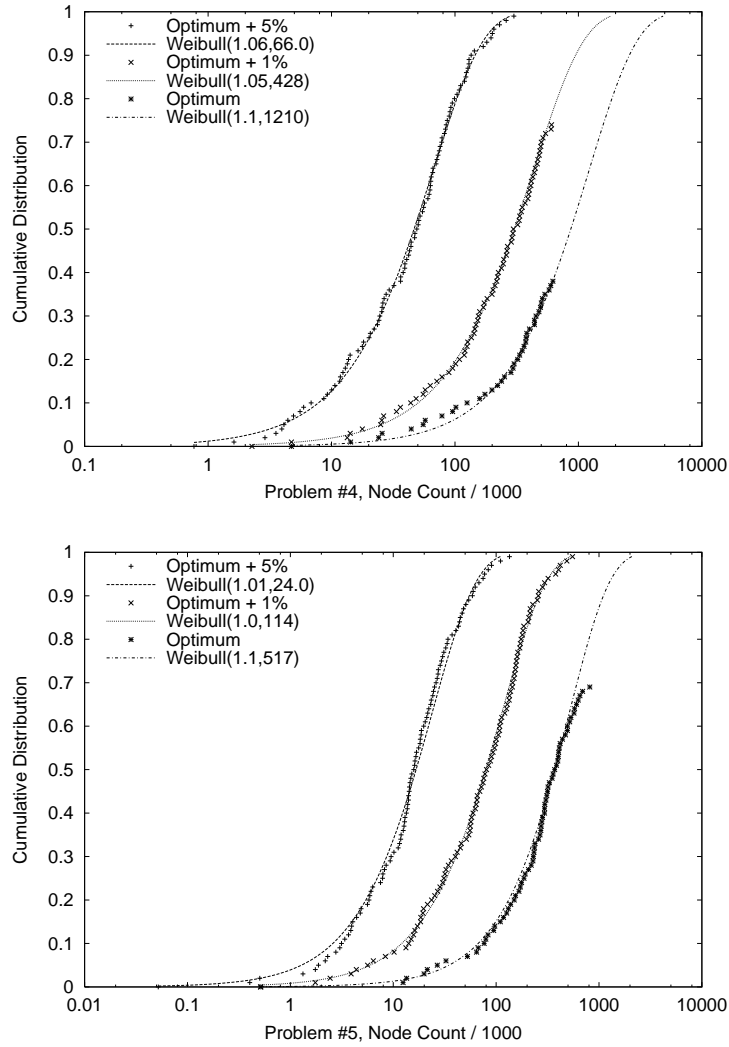 1
0.9
0.8
0.7
0.6
0.5
0.4
0.3
0.2
0.1
0
Cumulative Distribution
Optimum + 5%
Weibull(1.06,66.0)
Optimum + 1%
Weibull(1.05,428)
Optimum
Weibull(1.1,1210)
0.1 1 10 100 1000 10000
Problem #4, Node Count / 1000
1
0.9
0.8
0.7
0.6
0.5
0.4
0.3
0.2
0.1
0
Cumulative Distribution
Optimum + 5%
Weibull(1.01,24.0)
Optimum + 1%
Weibull(1.0,114)
Optimum
Weibull(1.1,517)
0.01 0.1 1 10 100 1000 10000
Problem #5, Node Count / 1000